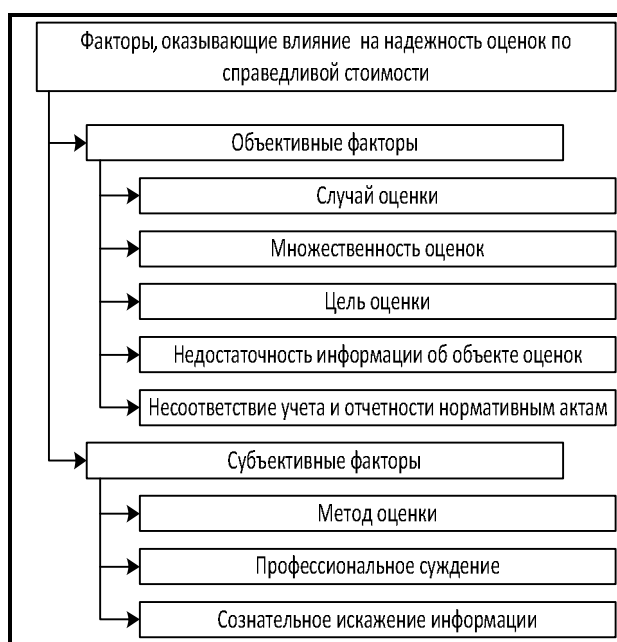 Факторы, оказывающие влияние на надежность оценок по
справедливой стоимости
Объективные факторы
Случай оценки
Множественность оценок
Цель оценки
Недостаточность информации об объекте оценок
Несоответствие учета и отчетности нормативным актам
Субъективные факторы
Метод оценки
Профессиональное суждение
Сознательное искажение информации